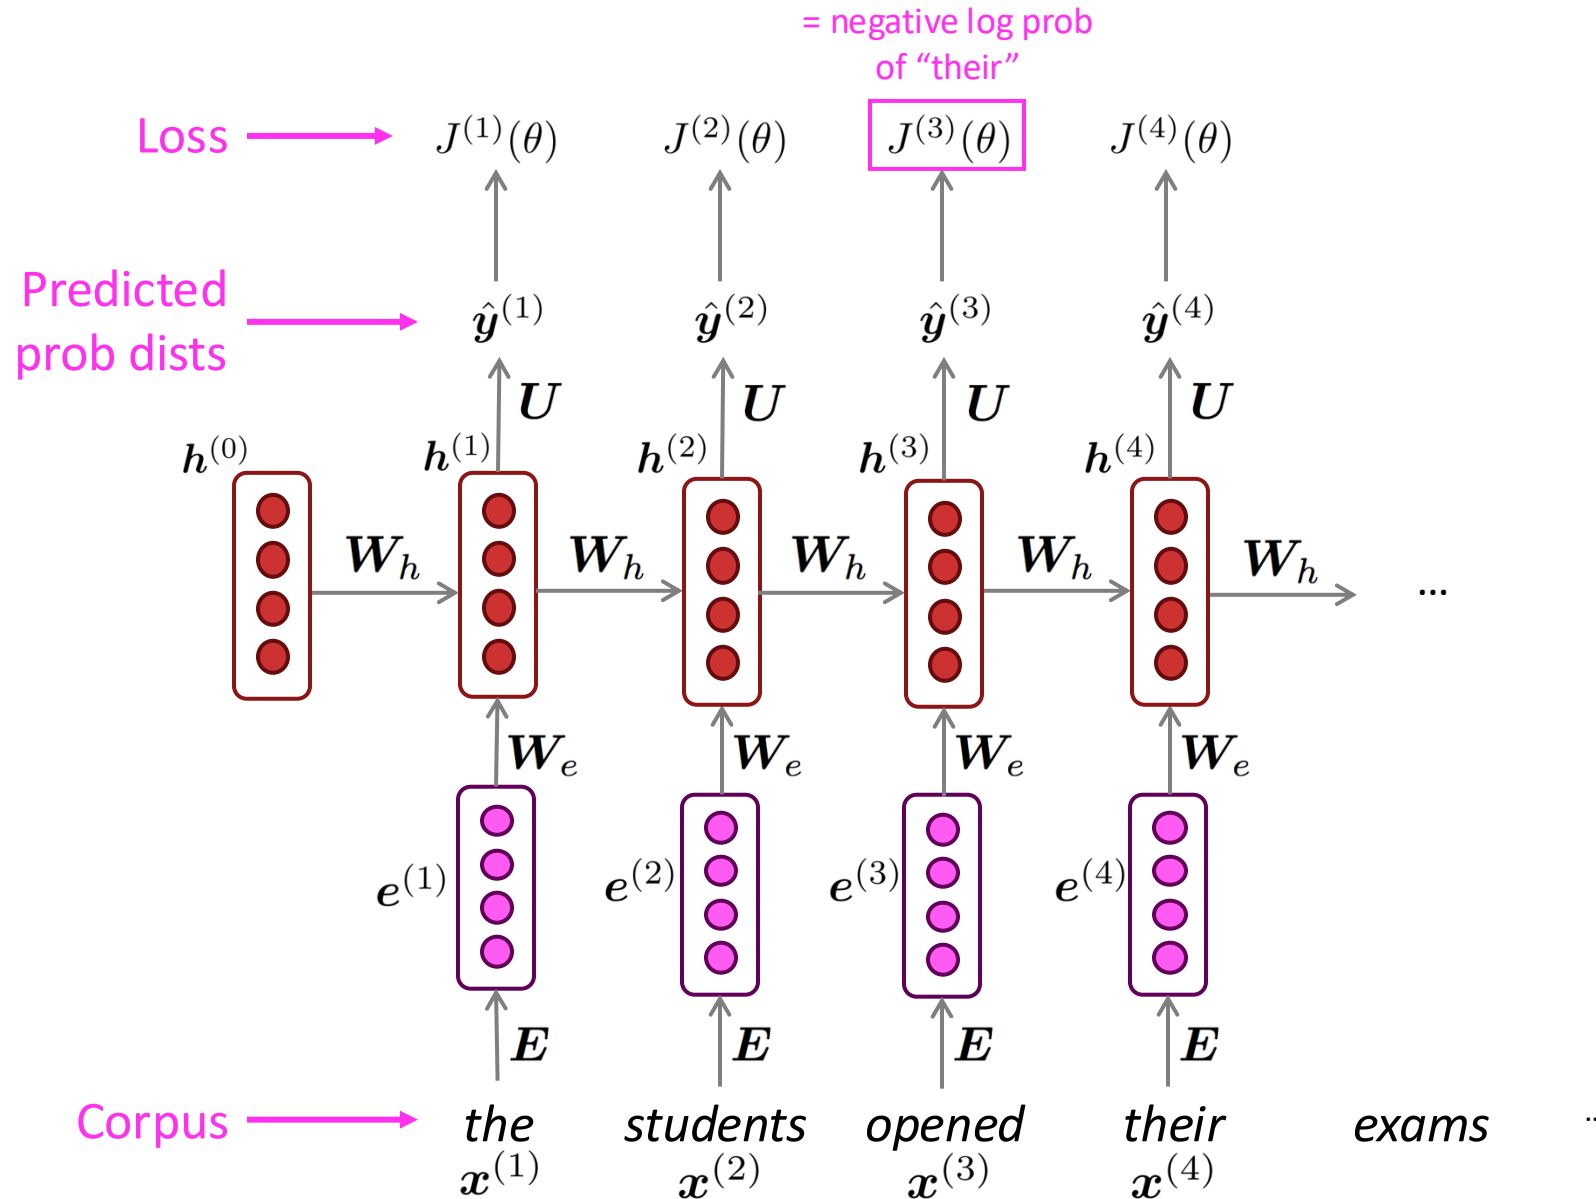 = negative log prob
of “their”
Loss J⁽¹⁾(θ) J⁽²⁾(θ) J⁽³⁾(θ) J⁽⁴⁾(θ)
Predicted
prob dists
ŷ⁽¹⁾ ŷ⁽²⁾ ŷ⁽³⁾ ŷ⁽⁴⁾
U U U U
h⁽⁰⁾ h⁽¹⁾ h⁽²⁾ h⁽³⁾ h⁽⁴⁾
Wₕ Wₕ Wₕ Wₕ Wₕ ...
Wₑ Wₑ Wₑ Wₑ
e⁽¹⁾ e⁽²⁾ e⁽³⁾ e⁽⁴⁾
E E E E
Corpus the students opened their exams ...
x⁽¹⁾ x⁽²⁾ x⁽³⁾ x⁽⁴⁾